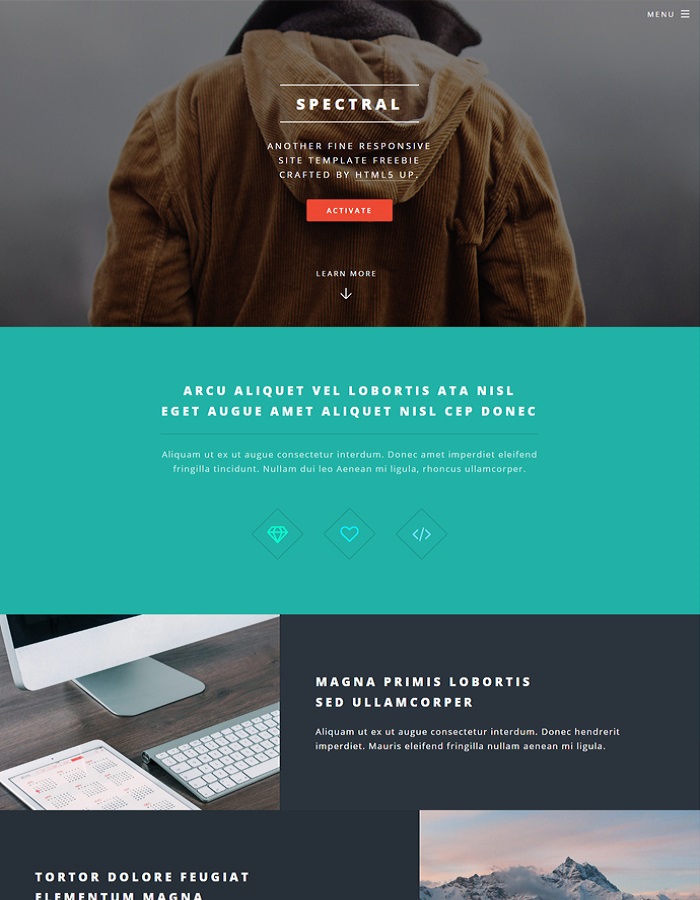 MENU
SPECTRAL
ANOTHER FINE RESPONSIVE
SITE TEMPLATE FREEBIE
CRAFTED BY HTML5 UP.
ACTIVATE
LEARN MORE
ARCU ALIQUET VEL LOBORTIS ATA NISL
EGET AUGUE AMET ALIQUET NISL CEP DONEC
Aliquam ut ex ut augue consectetur interdum. Donec amet imperdiet eleifend
fringilla tincidunt. Nullam dui leo Aenean mi ligula, rhoncus ullamcorper.
MAGNA PRIMIS LOBORTIS
SED ULLAMCORPER
Aliquam ut ex ut augue consectetur interdum. Donec hendrerit
imperdiet. Mauris eleifend fringilla nullam aenean mi ligula.
TORTOR DOLORE FEUGIAT
ELEMENTUM MAGNA